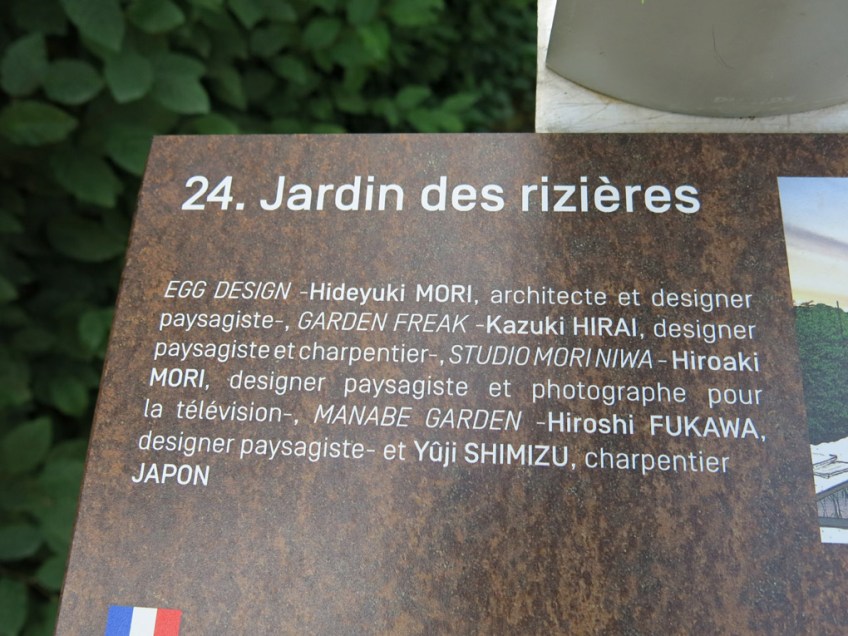 24. Jardin des rizières
EGG DESIGN -Hideyuki MORI, architecte et designer
paysagiste-, GARDEN FREAK -Kazuki HIRAI, designer
paysagiste et charpentier-, STUDIO MORI NIWA -Hiroaki
MORI, designer paysagiste et photographe pour
la télévision-, MANABE GARDEN -Hiroshi FUKAWA,
designer paysagiste- et Yûji SHIMIZU, charpentier
JAPON